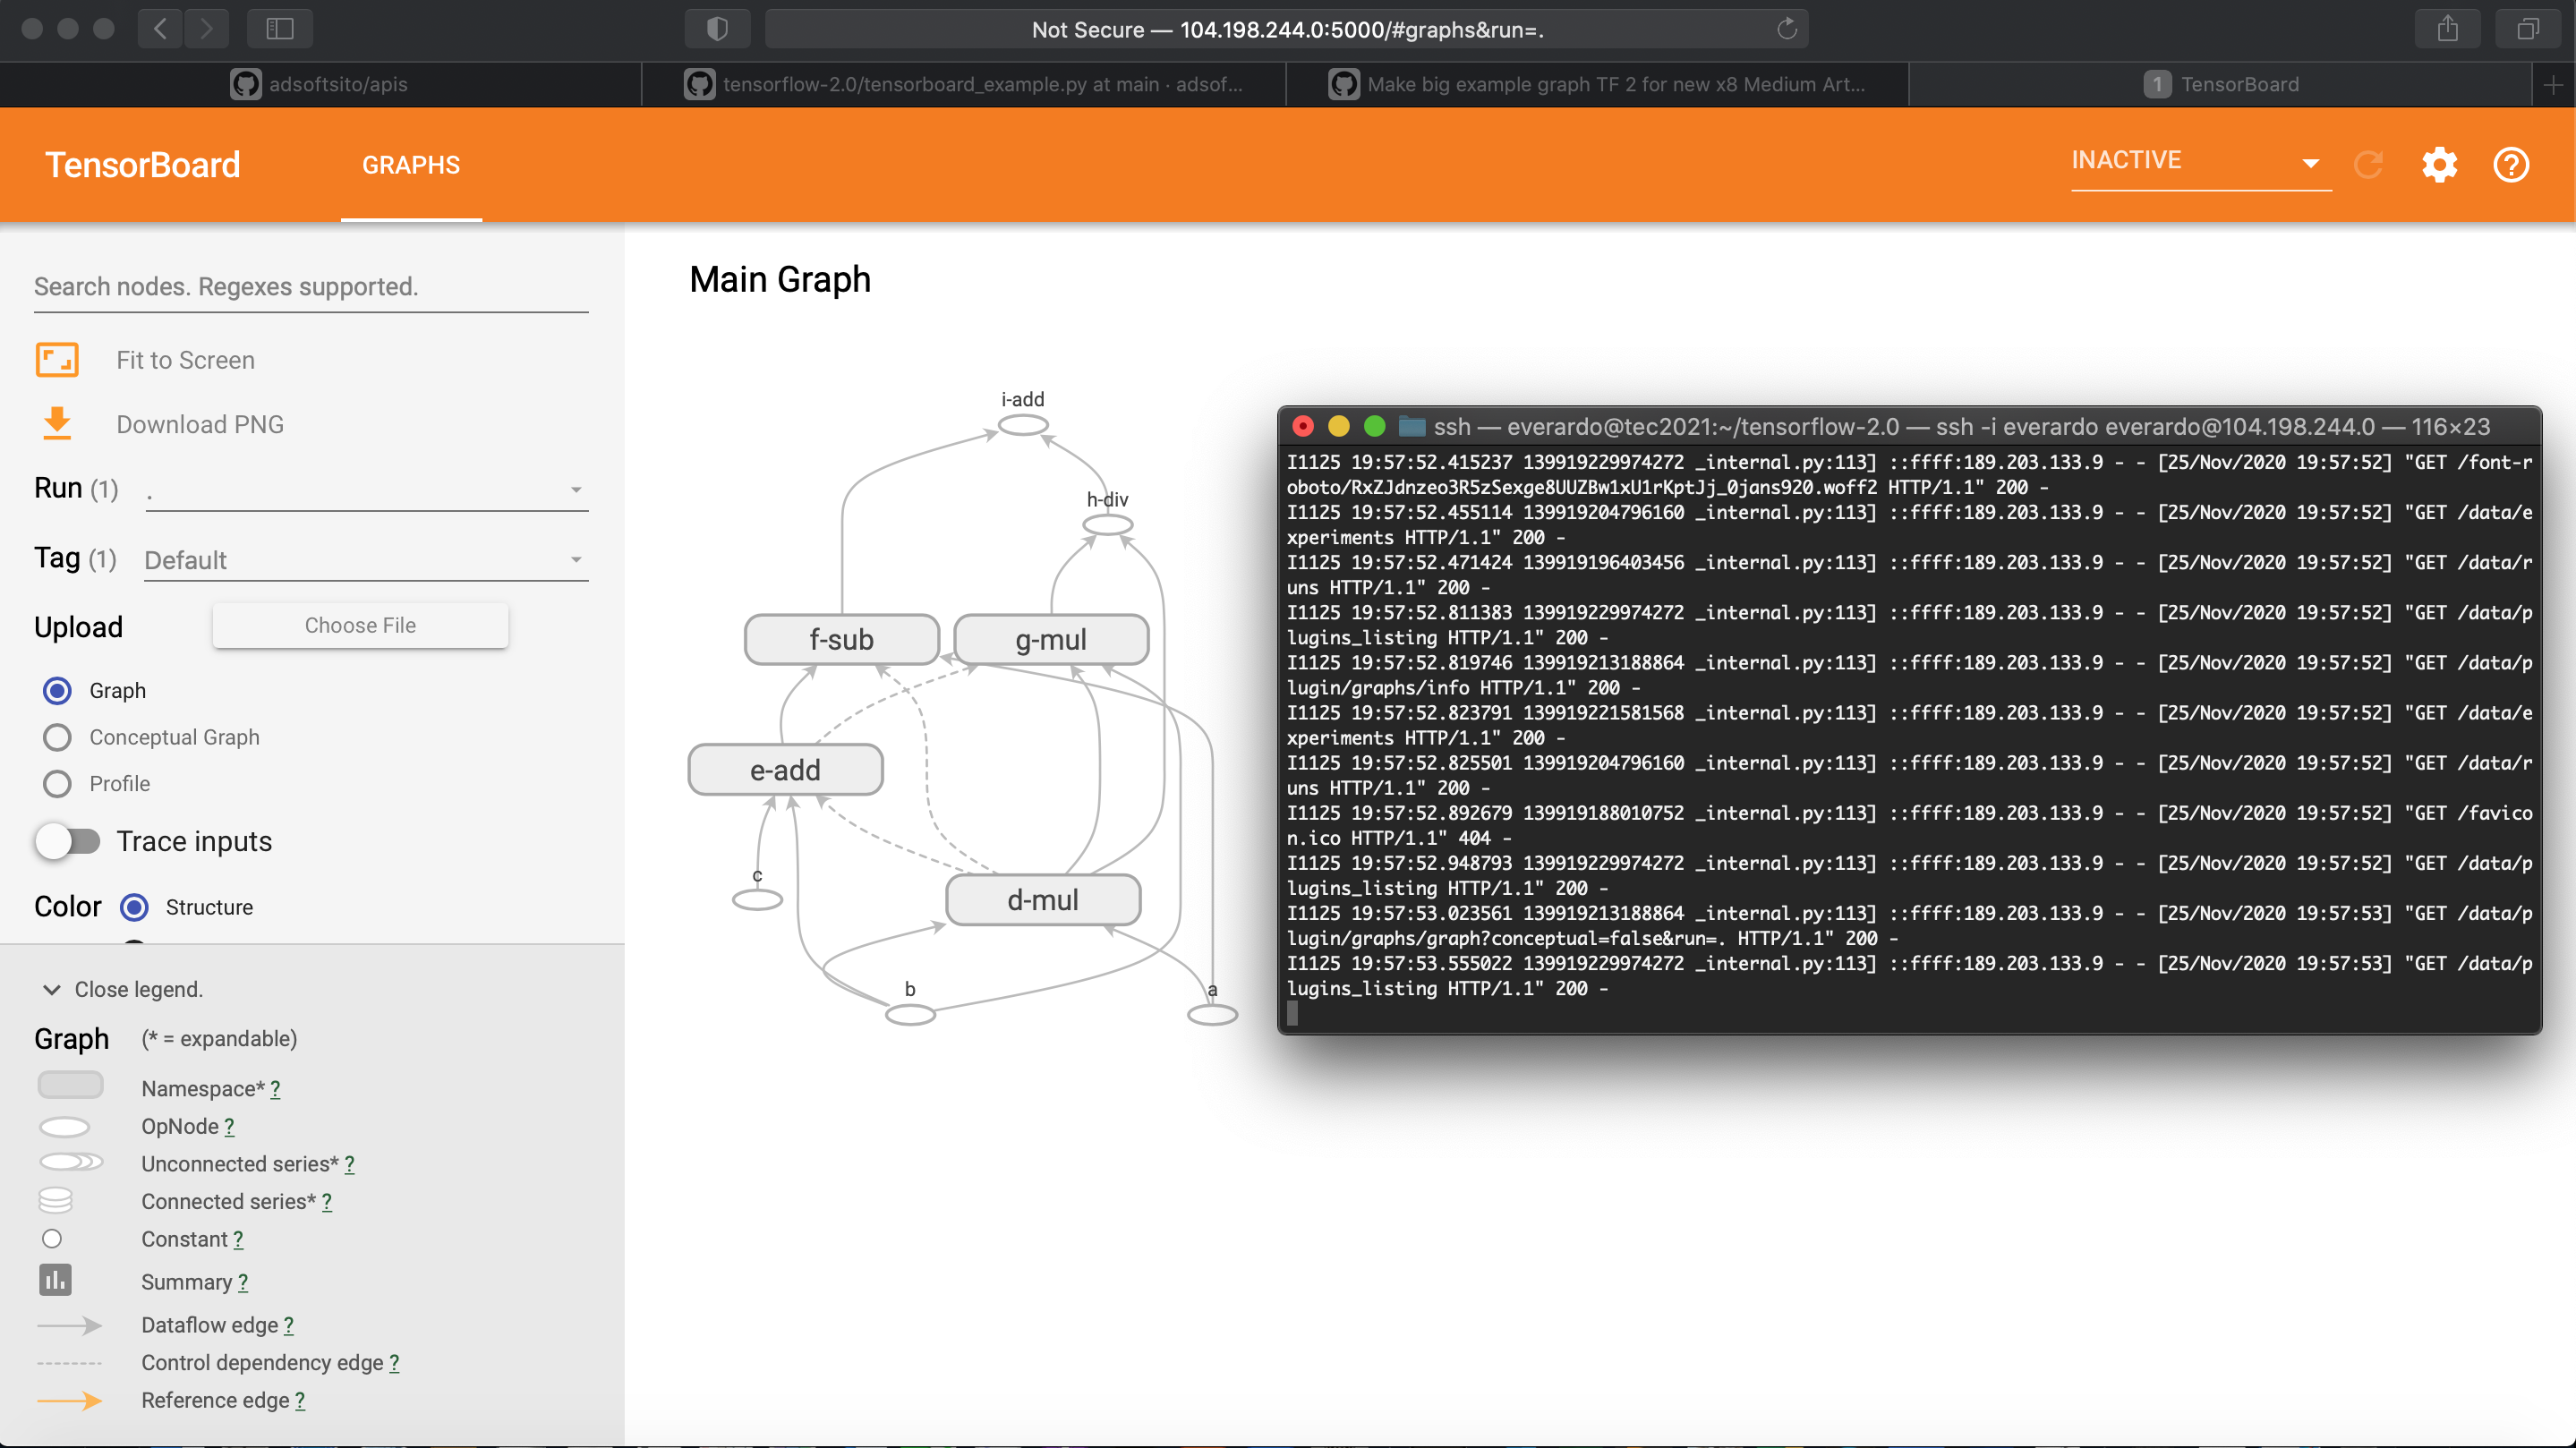 Not Secure — 104.198.244.0:5000/#graphs&run=.
adsoftsito/apis
tensorflow-2.0/tensorboard_example.py at main · adsof...
Make big example graph TF 2 for new x8 Medium Art...
1 TensorBoard
TensorBoard
GRAPHS
INACTIVE
Search nodes. Regexes supported.
Fit to Screen
Download PNG
Run (1) .
Tag (1) Default
Upload Choose File
Graph
Conceptual Graph
Profile
Trace inputs
Color Structure
Close legend.
Graph (* = expandable)
Namespace* ?
OpNode ?
Unconnected series* ?
Connected series* ?
Constant ?
Summary ?
Dataflow edge ?
Control dependency edge ?
Reference edge ?
Main Graph
i-add
h-div
f-sub
g-mul
e-add
c
d-mul
b
a
ssh — everardo@tec2021:~/tensorflow-2.0 — ssh -i everardo everardo@104.198.244.0 — 116×23
I1125 19:57:52.415237 139919229974272 _internal.py:113] ::ffff:189.203.133.9 - - [25/Nov/2020 19:57:52] "GET /font-r
oboto/RxZJdnzeo3R5zSexge8UUZBw1xU1rKptJj_0jans920.woff2 HTTP/1.1" 200 -
I1125 19:57:52.455114 139919204796160 _internal.py:113] ::ffff:189.203.133.9 - - [25/Nov/2020 19:57:52] "GET /data/e
xperiments HTTP/1.1" 200 -
I1125 19:57:52.471424 139919196403456 _internal.py:113] ::ffff:189.203.133.9 - - [25/Nov/2020 19:57:52] "GET /data/r
uns HTTP/1.1" 200 -
I1125 19:57:52.811383 139919229974272 _internal.py:113] ::ffff:189.203.133.9 - - [25/Nov/2020 19:57:52] "GET /data/p
lugins_listing HTTP/1.1" 200 -
I1125 19:57:52.819746 139919213188864 _internal.py:113] ::ffff:189.203.133.9 - - [25/Nov/2020 19:57:52] "GET /data/p
lugin/graphs/info HTTP/1.1" 200 -
I1125 19:57:52.823791 139919221581568 _internal.py:113] ::ffff:189.203.133.9 - - [25/Nov/2020 19:57:52] "GET /data/e
xperiments HTTP/1.1" 200 -
I1125 19:57:52.825501 139919204796160 _internal.py:113] ::ffff:189.203.133.9 - - [25/Nov/2020 19:57:52] "GET /data/r
uns HTTP/1.1" 200 -
I1125 19:57:52.892679 139919188010752 _internal.py:113] ::ffff:189.203.133.9 - - [25/Nov/2020 19:57:52] "GET /favico
n.ico HTTP/1.1" 404 -
I1125 19:57:52.948793 139919229974272 _internal.py:113] ::ffff:189.203.133.9 - - [25/Nov/2020 19:57:52] "GET /data/p
lugins_listing HTTP/1.1" 200 -
I1125 19:57:53.023561 139919213188864 _internal.py:113] ::ffff:189.203.133.9 - - [25/Nov/2020 19:57:53] "GET /data/p
lugin/graphs/graph?conceptual=false&run=. HTTP/1.1" 200 -
I1125 19:57:53.555022 139919229974272 _internal.py:113] ::ffff:189.203.133.9 - - [25/Nov/2020 19:57:53] "GET /data/p
lugins_listing HTTP/1.1" 200 -